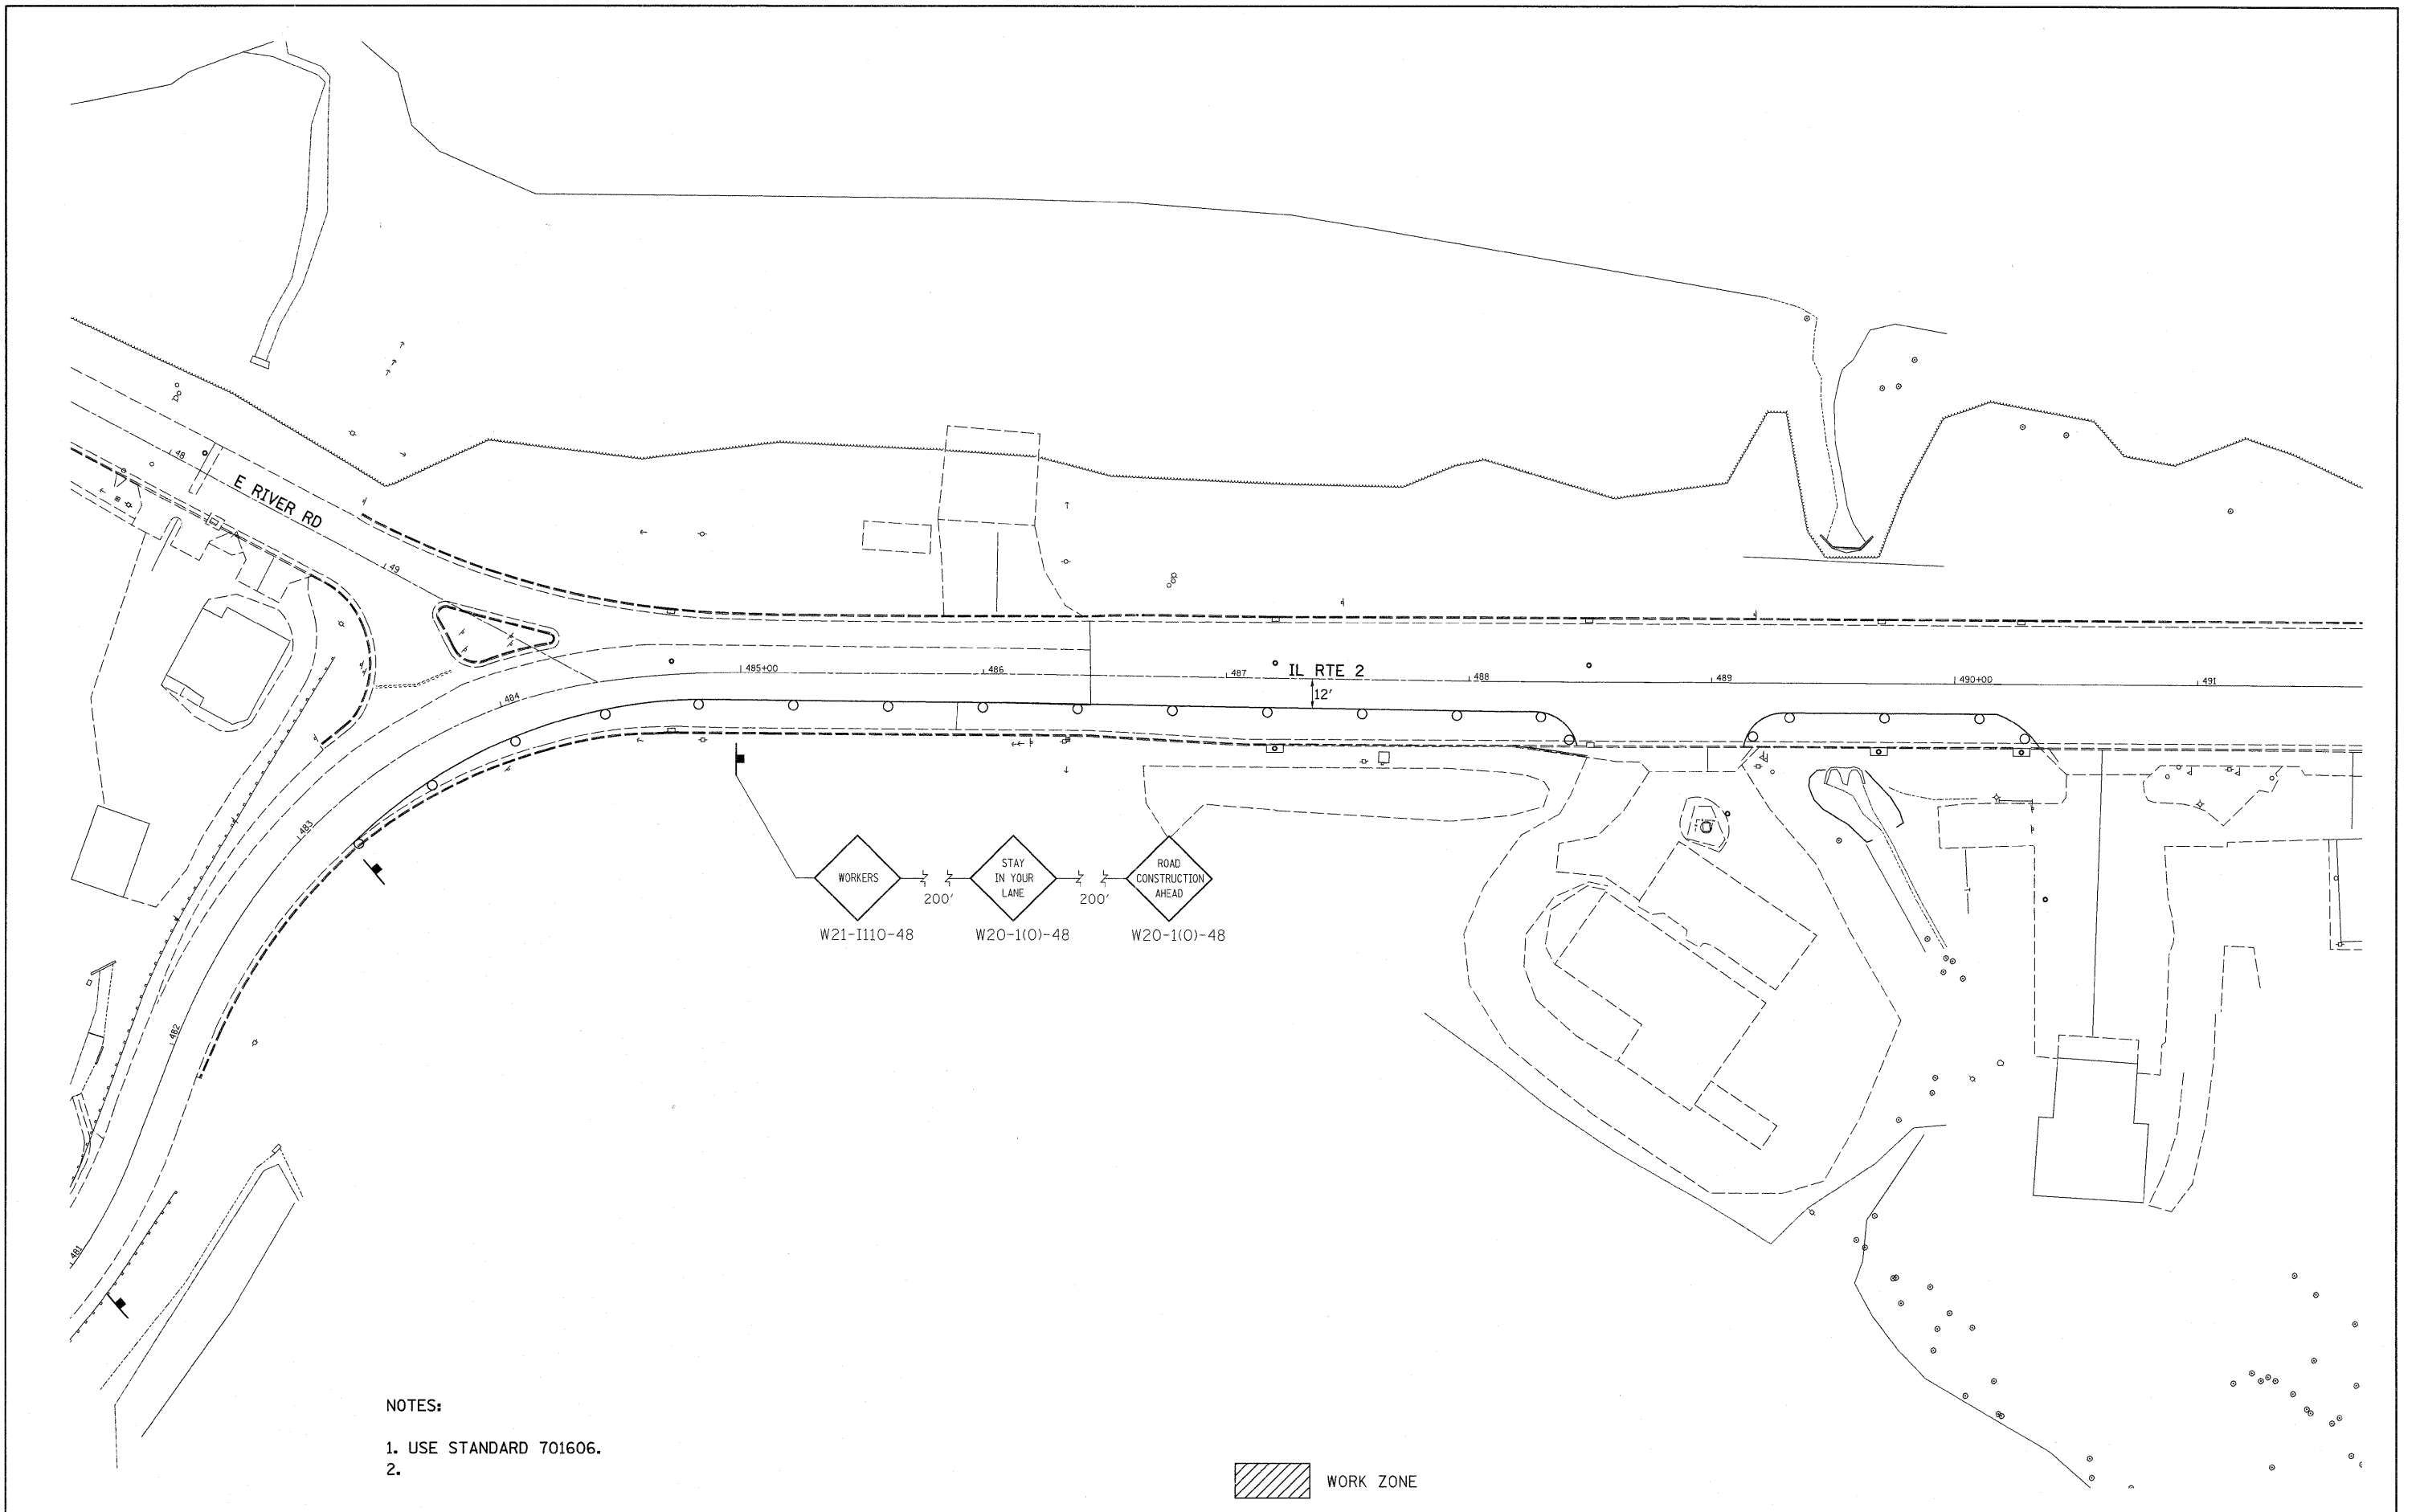 48
E RIVER RD
49
485+00
486
487
IL RTE 2
488
489
490+00
491
12'
484
483
482
481
WORKERS
200'
STAY
IN YOUR
LANE
200'
ROAD
CONSTRUCTION
AHEAD
W21-I110-48
W20-1(O)-48
W20-1(O)-48
NOTES:
1. USE STANDARD 701606.
2.
WORK ZONE